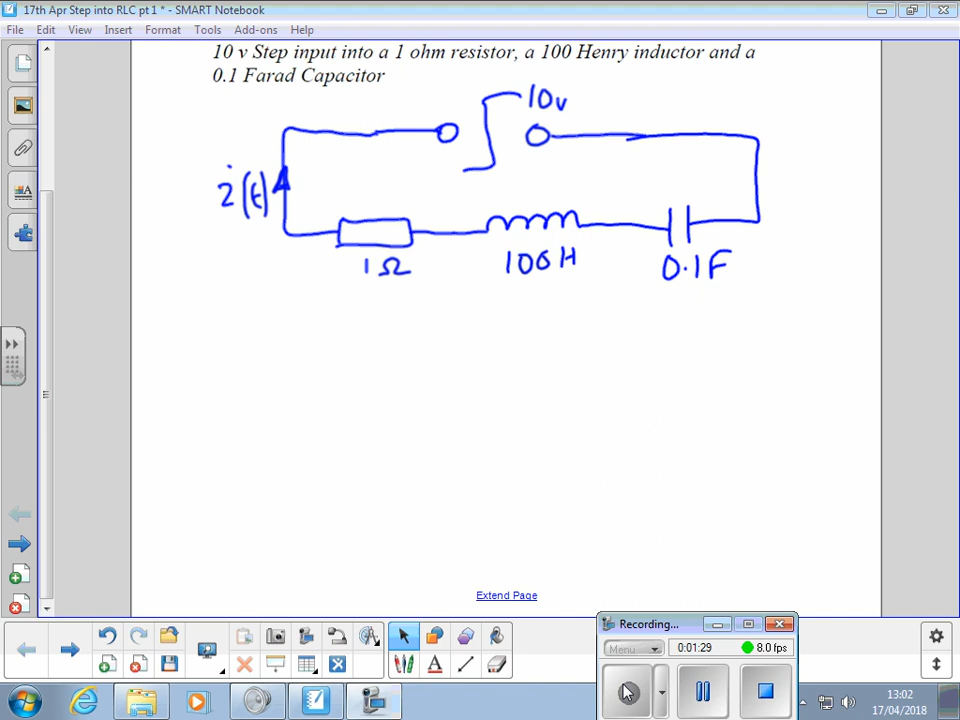 17th Apr Step into RLC pt 1 * - SMART Notebook
File Edit View Insert Format Tools Add-ons Help
10 v Step input into a 1 ohm resistor, a 100 Henry inductor and a
0.1 Farad Capacitor
10v
i(t)
1Ω
100H
0.1F
Extend Page
Recording...
Menu 0:01:29 8.0 fps
13:02
17/04/2018